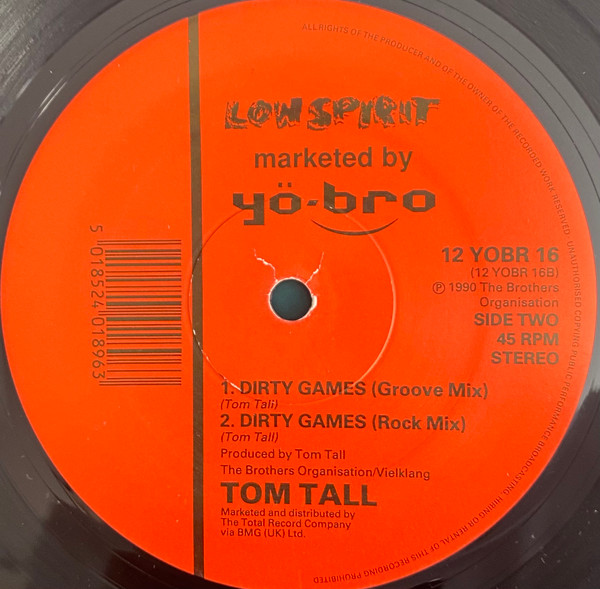 ALL RIGHTS OF THE PRODUCER AND OF THE OWNER OF THE RECORDED WORK RESERVED UNAUTHORISED COPYING PUBLIC PERFORMANCE BROADCASTING, HIRING OR RENTAL OF THIS RECORDING PROHIBITED
LOW SPIRIT
marketed by
yö-bro
12 YOBR 16
(12 YOBR 16B)
℗ 1990 The Brothers
Organisation
SIDE TWO
45 RPM
STEREO
5 018524 018963
1. DIRTY GAMES (Groove Mix)
(Tom Tall)
2. DIRTY GAMES (Rock Mix)
(Tom Tall)
Produced by Tom Tall
The Brothers Organisation/Vielklang
TOM TALL
Marketed and distributed by
The Total Record Company
via BMG (UK) Ltd.